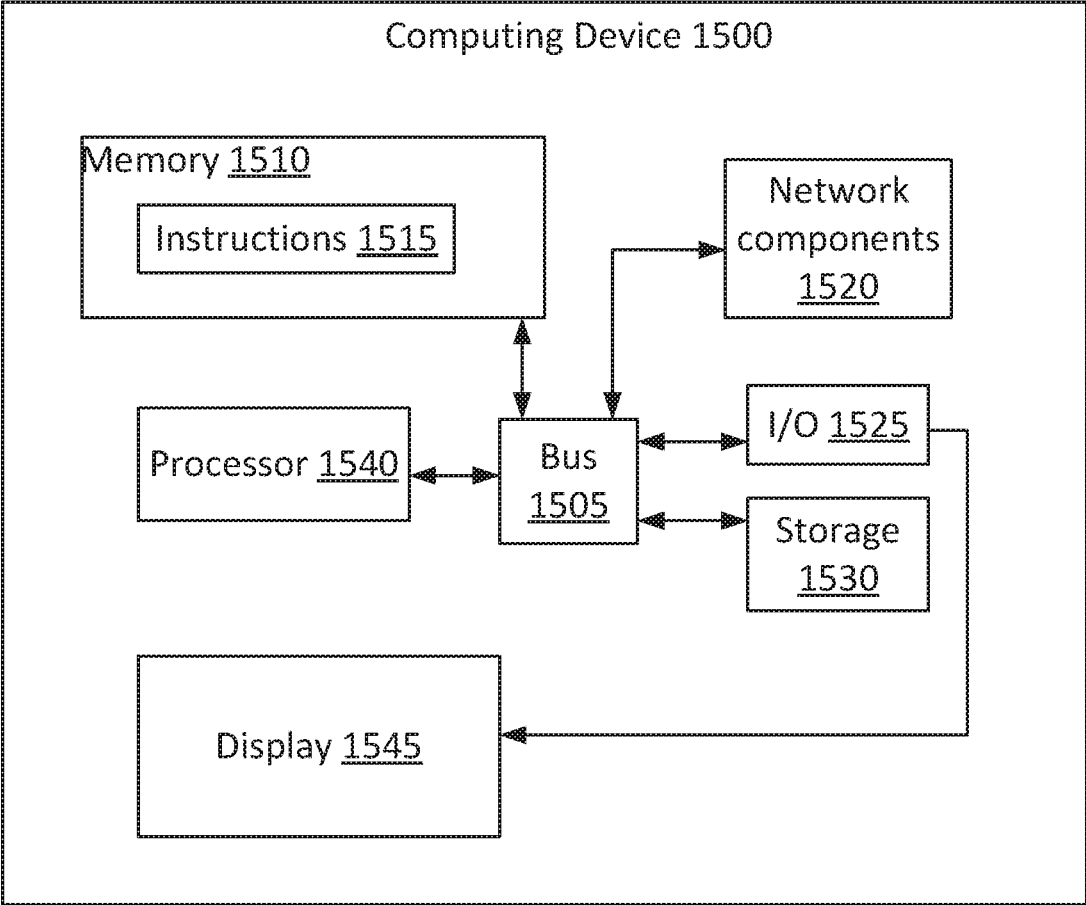 Computing Device 1500
Memory 1510
Instructions 1515
Network
components
1520
Processor 1540
Bus
1505
I/O 1525
Storage
1530
Display 1545